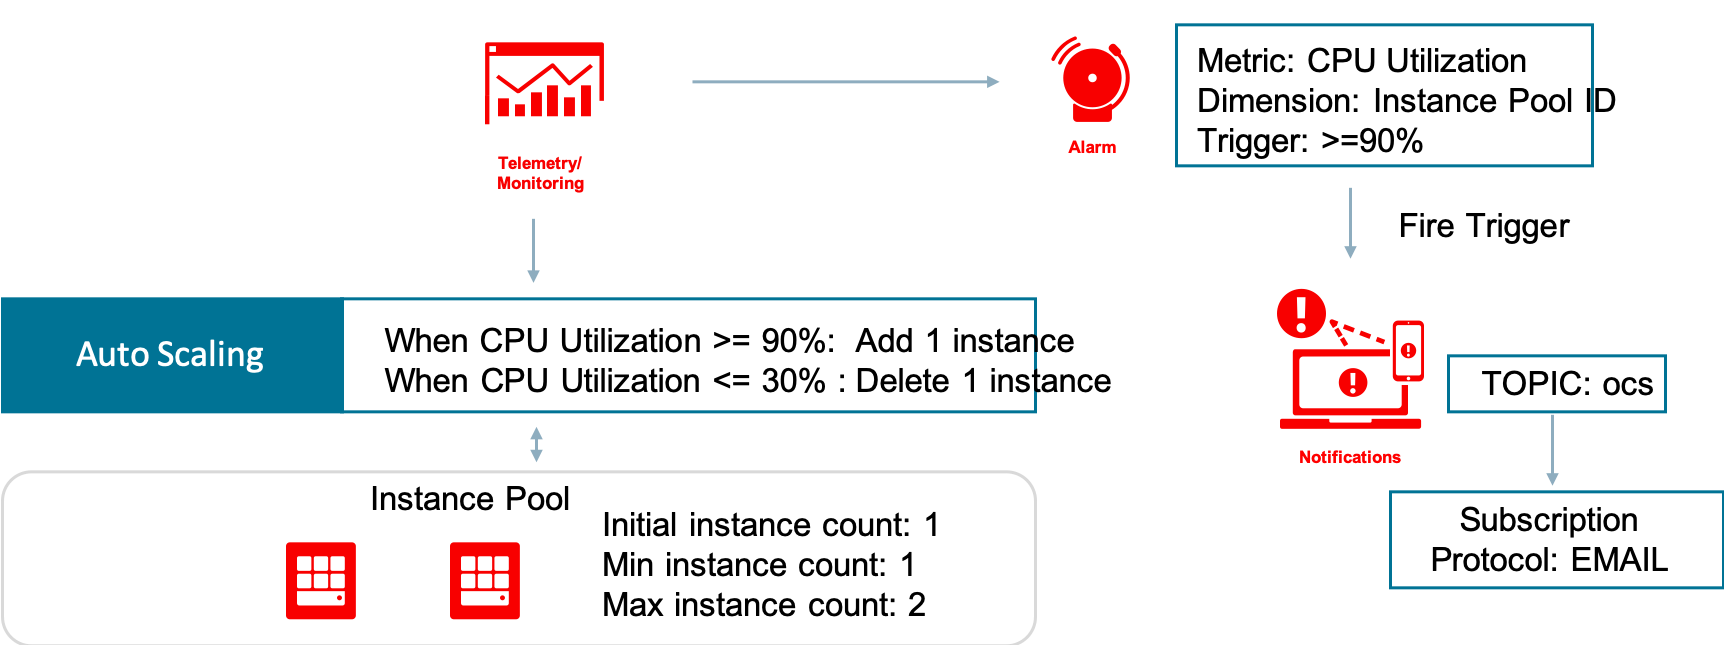 Telemetry/
Monitoring
Alarm
Metric: CPU Utilization
Dimension: Instance Pool ID
Trigger: >=90%
Fire Trigger
Auto Scaling
When CPU Utilization >= 90%: Add 1 instance
When CPU Utilization <= 30% : Delete 1 instance
Notifications
TOPIC: ocs
Subscription
Protocol: EMAIL
Instance Pool
Initial instance count: 1
Min instance count: 1
Max instance count: 2